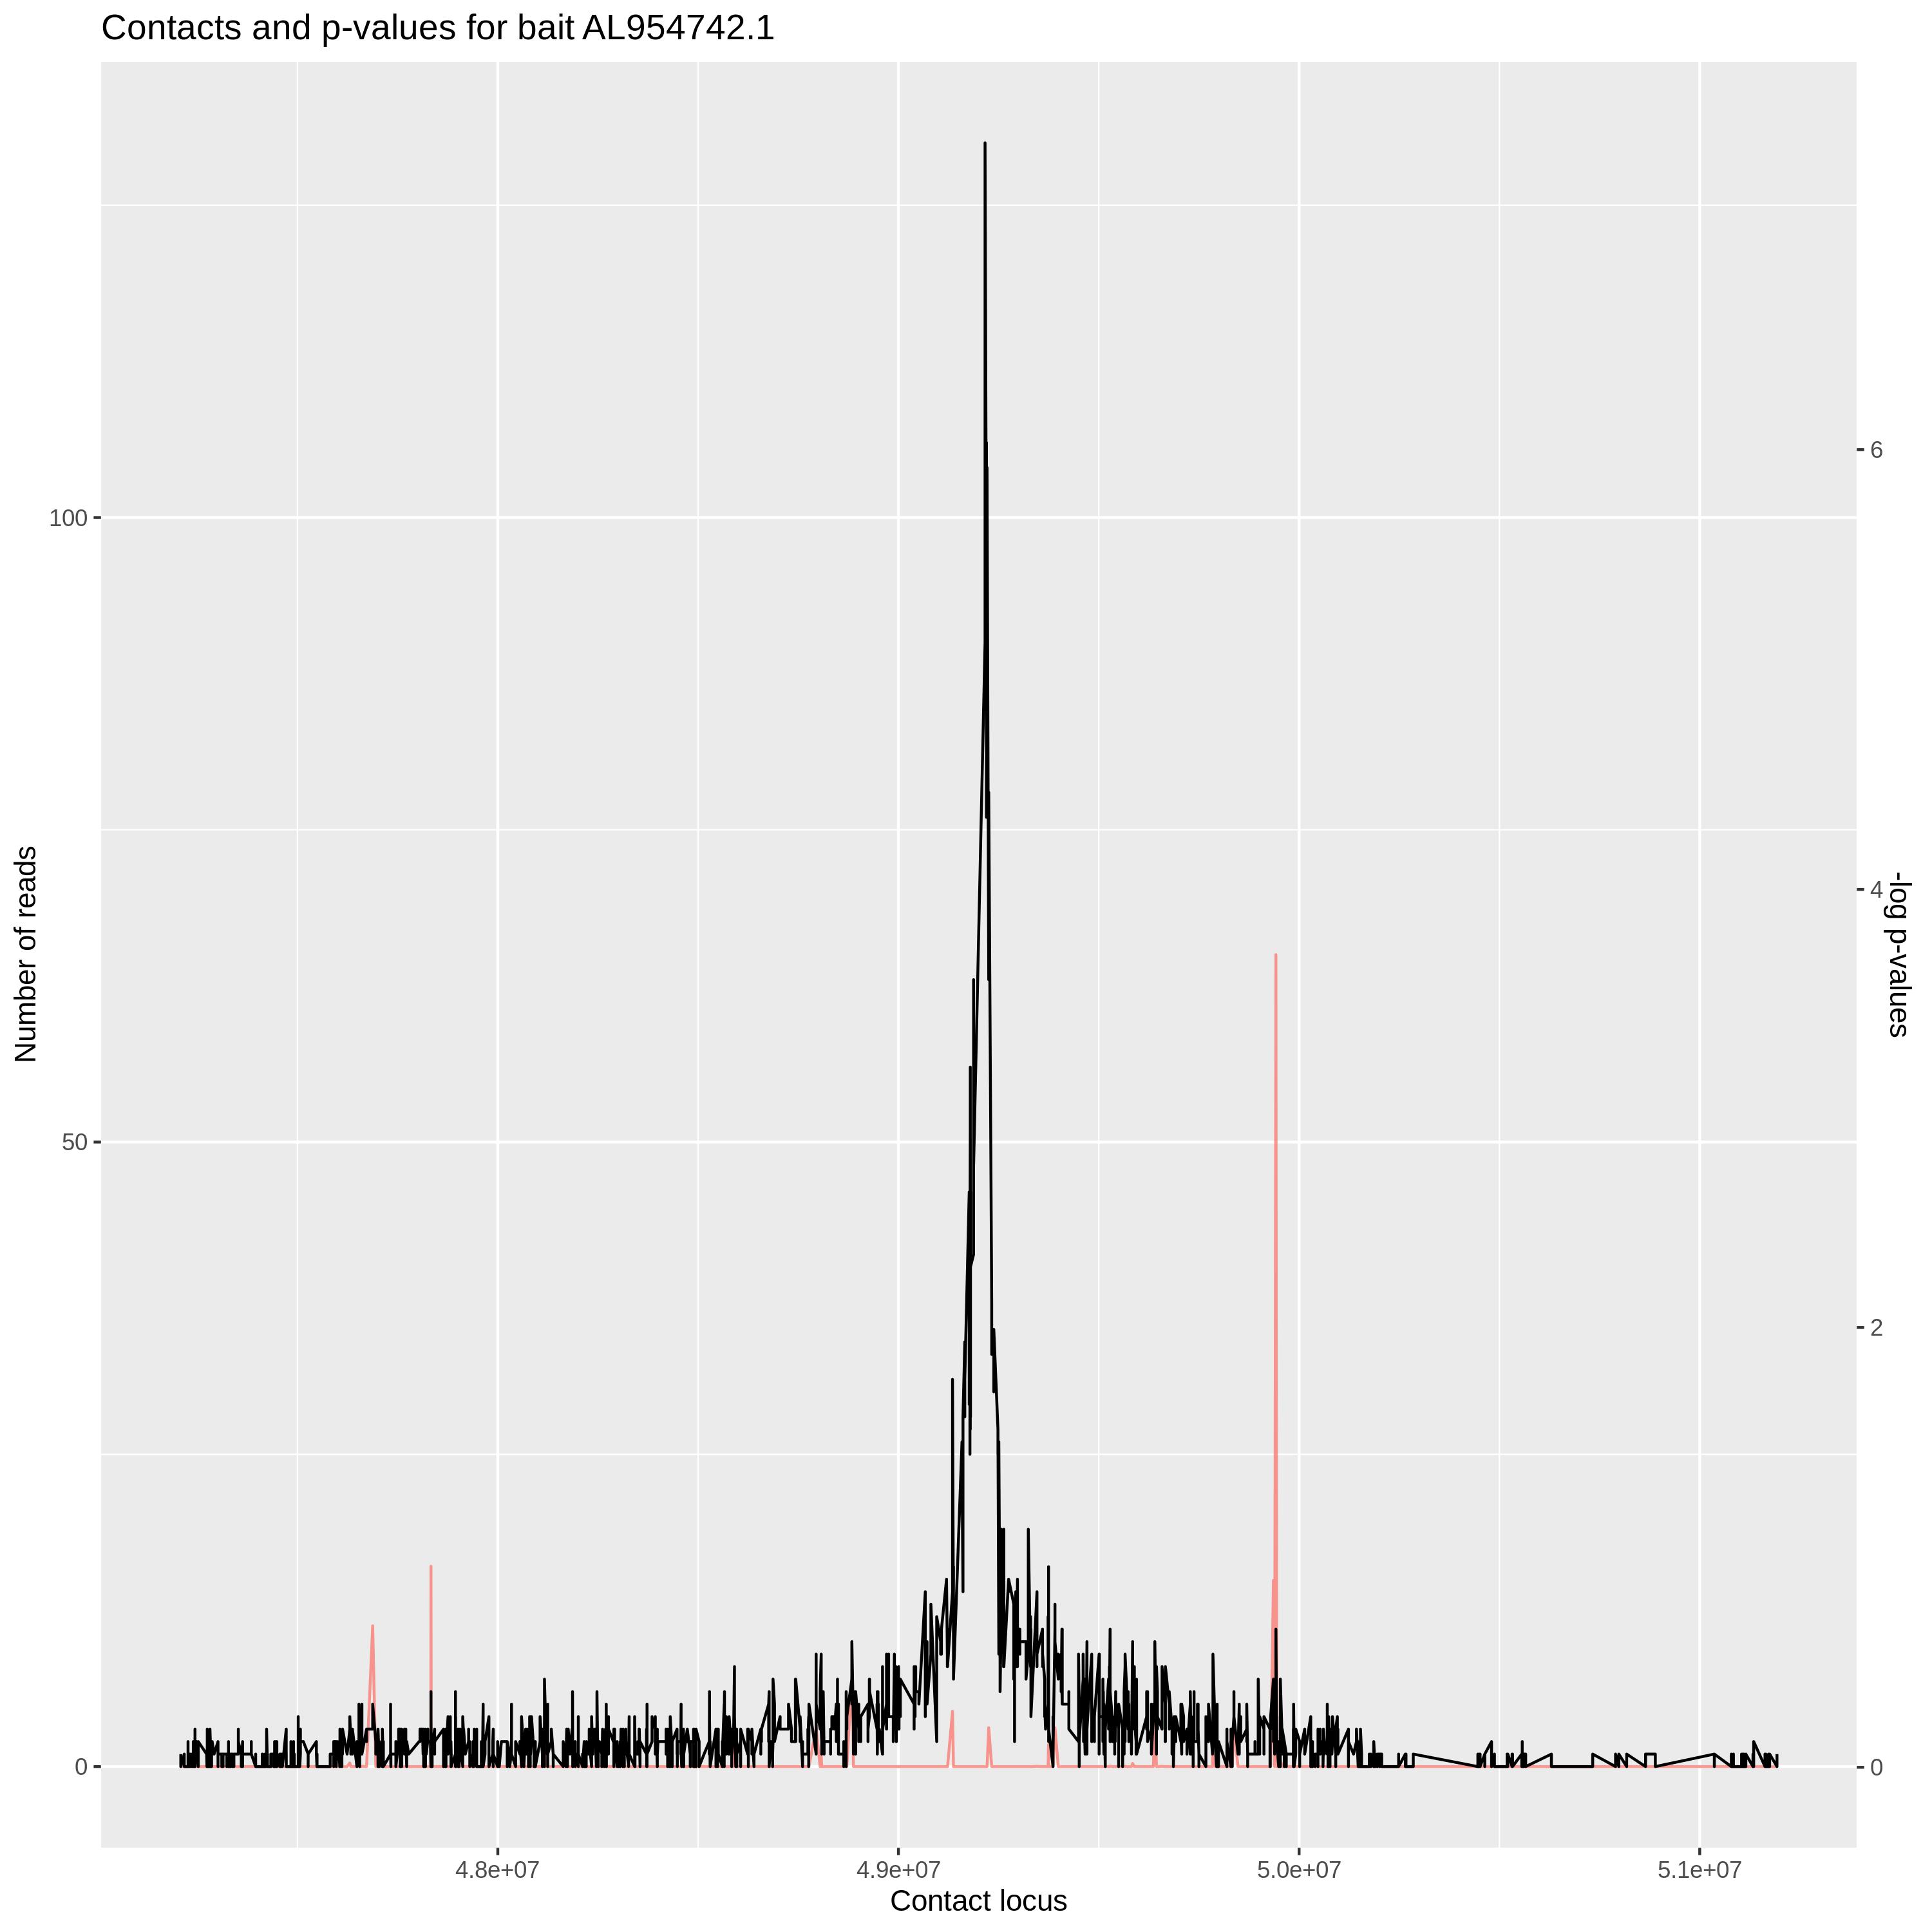 Contacts and p-values for bait AL954742.1
Number of reads
100
50
0
6
4
2
0
-log p-values
4.8e+07
4.9e+07
5.0e+07
5.1e+07
Contact locus